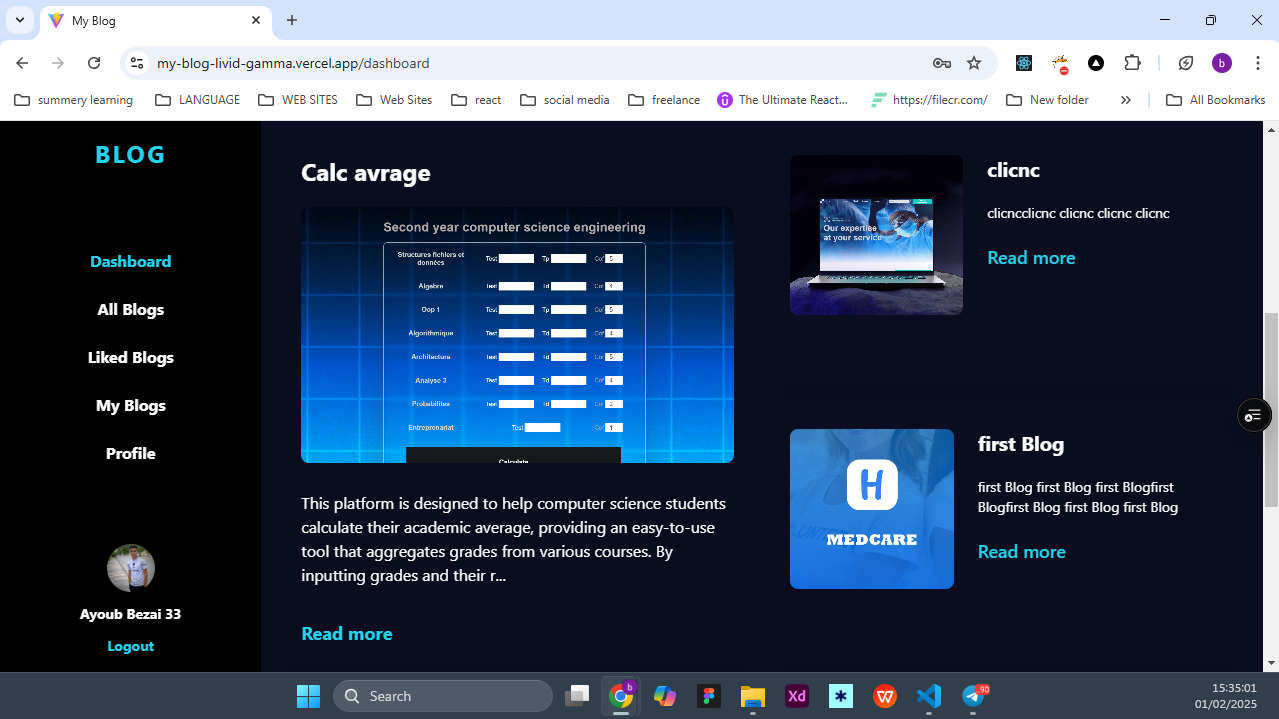 My Blog
my-blog-livid-gamma.vercel.app/dashboard
b
summery learning
LANGUAGE
WEB SITES
Web Sites
react
social media
freelance
The Ultimate React...
https://filecr.com/
New folder
All Bookmarks
BLOG
Dashboard
All Blogs
Liked Blogs
My Blogs
Profile
Ayoub Bezai 33
Logout
Calc avrage
Second year computer science engineering
Structures fichiers et
données
Test Tp Cof 5
Algebra Test Td Cof 4
Oop 1 Test Tp Cof 5
Algorithmique Test Td Cof 4
Architecture Test Td Cof 5
Analyse 3 Test Td Cof 4
Probabilites Test Td Cof 2
Entreprenariat Test Cof 1
Calculate
This platform is designed to help computer science students
calculate their academic average, providing an easy-to-use
tool that aggregates grades from various courses. By
inputting grades and their r...
Read more
Our expertise
at your service
clicnc
clicncclicnc clicnc clicnc clicnc
Read more
H
MEDCARE
first Blog
first Blog first Blog first Blogfirst
Blogfirst Blog first Blog first Blog
Read more
Search
b
Xd
90
15:35:01
01/02/2025